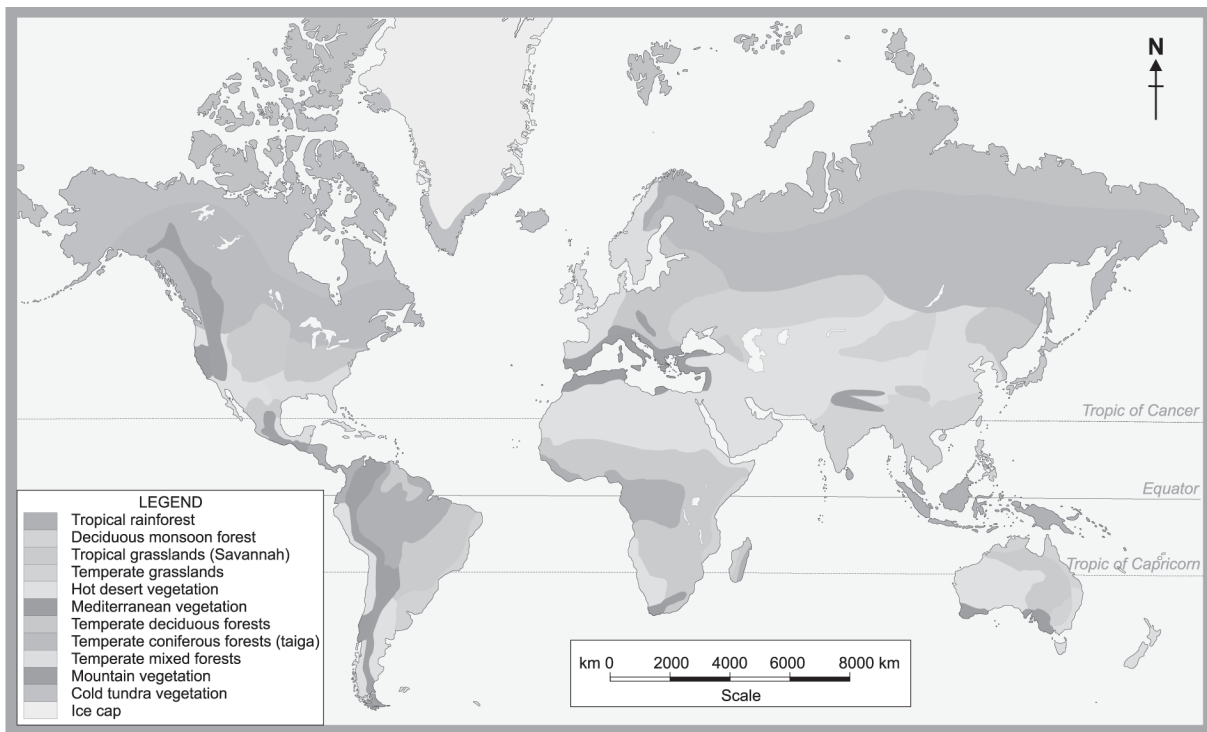 N
Tropic of Cancer
Equator
Tropic of Capricorn
LEGEND
Tropical rainforest
Deciduous monsoon forest
Tropical grasslands (Savannah)
Temperate grasslands
Hot desert vegetation
Mediterranean vegetation
Temperate deciduous forests
Temperate coniferous forests (taiga)
Temperate mixed forests
Mountain vegetation
Cold tundra vegetation
Ice cap
km 0 2000 4000 6000 8000 km
Scale